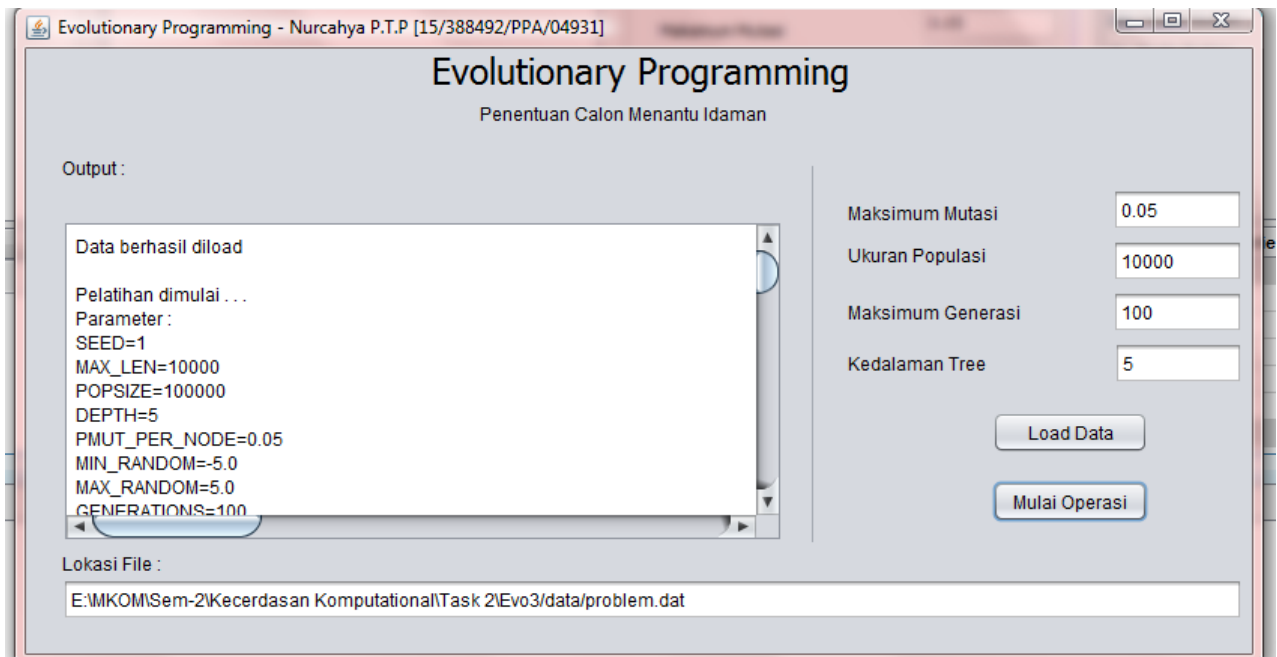 Evolutionary Programming - Nurcahya P.T.P [15/388492/PPA/04931]
Evolutionary Programming
Penentuan Calon Menantu Idaman
Output :
Data berhasil diload
Pelatihan dimulai . . .
Parameter :
SEED=1
MAX_LEN=10000
POPSIZE=100000
DEPTH=5
PMUT_PER_NODE=0.05
MIN_RANDOM=-5.0
MAX_RANDOM=5.0
GENERATIONS=100
Maksimum Mutasi 0.05
Ukuran Populasi 10000
Maksimum Generasi 100
Kedalaman Tree 5
Load Data
Mulai Operasi
Lokasi File :
E:\MKOM\Sem-2\Kecerdasan Komputational\Task 2\Evo3/data/problem.dat